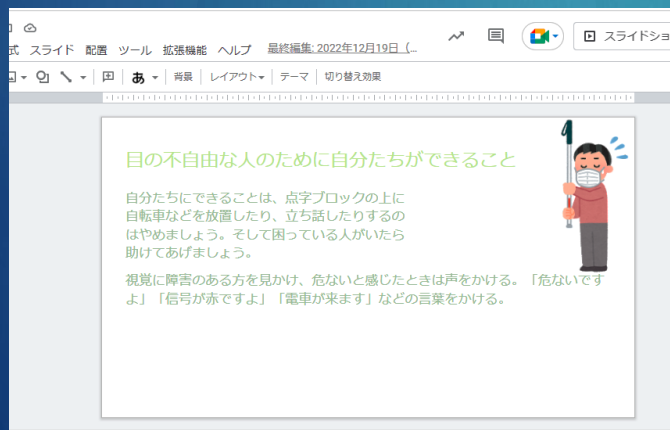 式 スライド 配置 ツール 拡張機能 ヘルプ 最終編集: 2022年12月19日 (...
スライドショ
あ 背景 レイアウト テーマ 切り替え効果
目の不自由な人のために自分たちができること
自分たちにできることは、点字ブロックの上に
自転車などを放置したり、立ち話したりするの
はやめましょう。そして困っている人がいたら
助けてあげましょう。
視覚に障害のある方を見かけ、危ないと感じたときは声をかける。「危ないです
よ」「信号が赤ですよ」「電車が来ます」などの言葉をかける。